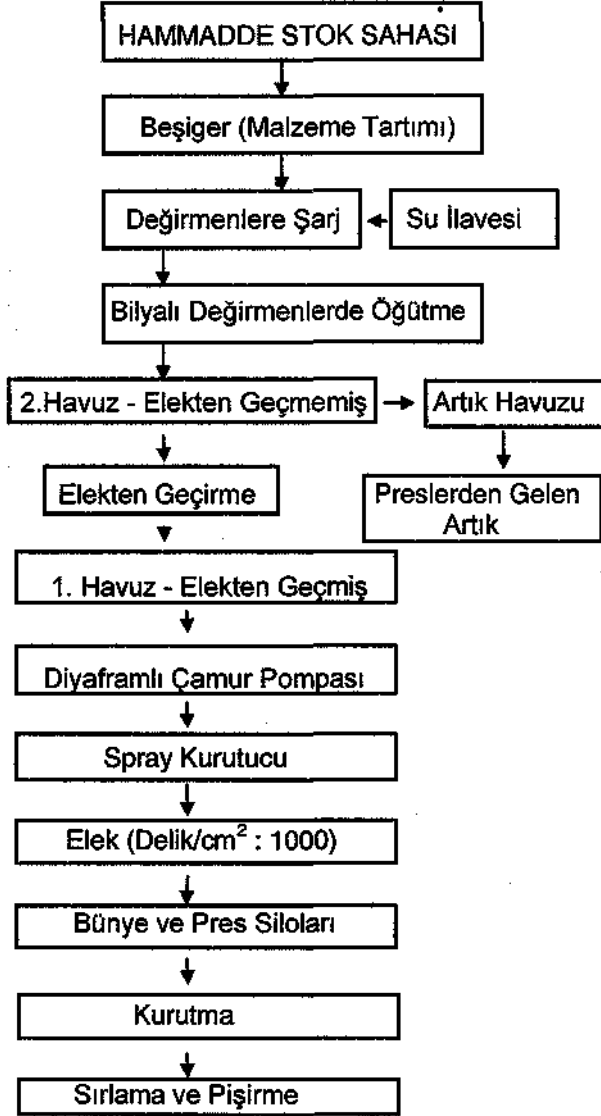 HAMMADDE STOK SAHASI
Beşiger (Malzeme Tartımı)
Değirmenlere Şarj
Su İlavesi
Bilyalı Değirmenlerde Öğütme
2.Havuz - Elekten Geçmemiş
Artık Havuzu
Elekten Geçirme
Preslerden Gelen
Artık
1. Havuz - Elekten Geçmiş
Diyaframlı Çamur Pompası
Spray Kurutucu
Elek (Delik/cm² : 1000)
Bünye ve Pres Siloları
Kurutma
Sırlama ve Pişirme